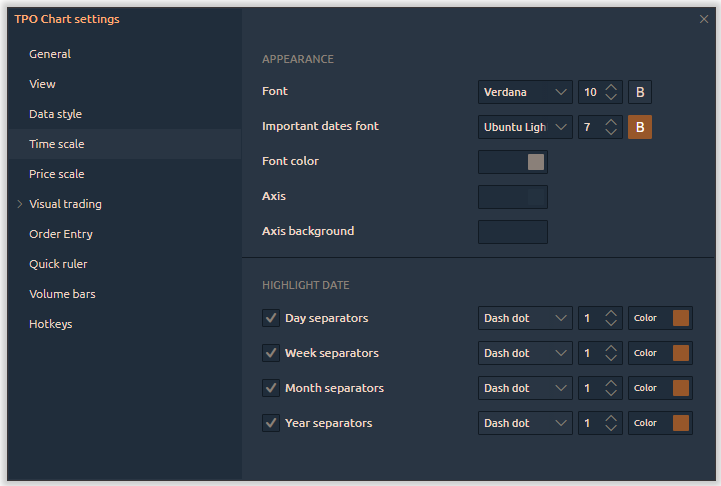 TPO Chart settings
General
View
Data style
Time scale
Price scale
Visual trading
Order Entry
Quick ruler
Volume bars
Hotkeys
APPEARANCE
Font Verdana 10 B
Important dates font Ubuntu Ligh 7 B
Font color
Axis
Axis background
HIGHLIGHT DATE
Day separators Dash dot 1 Color
Week separators Dash dot 1 Color
Month separators Dash dot 1 Color
Year separators Dash dot 1 Color